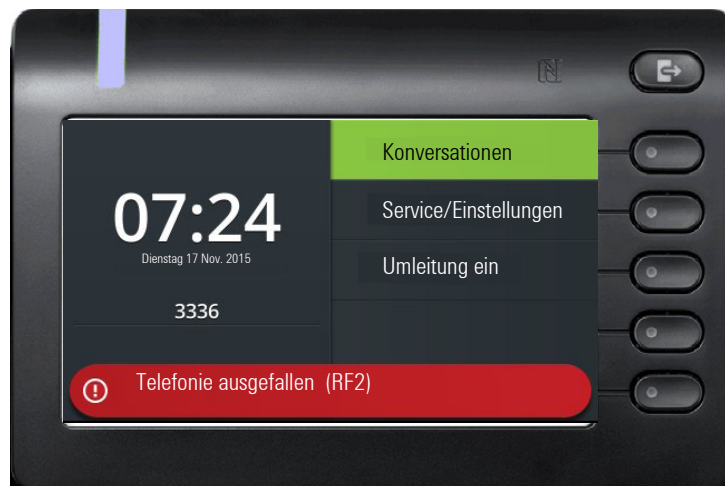 Konversationen
07:24
Service/Einstellungen
Dienstag 17 Nov. 2015
Umleitung ein
3336
Telefonie ausgefallen (RF2)